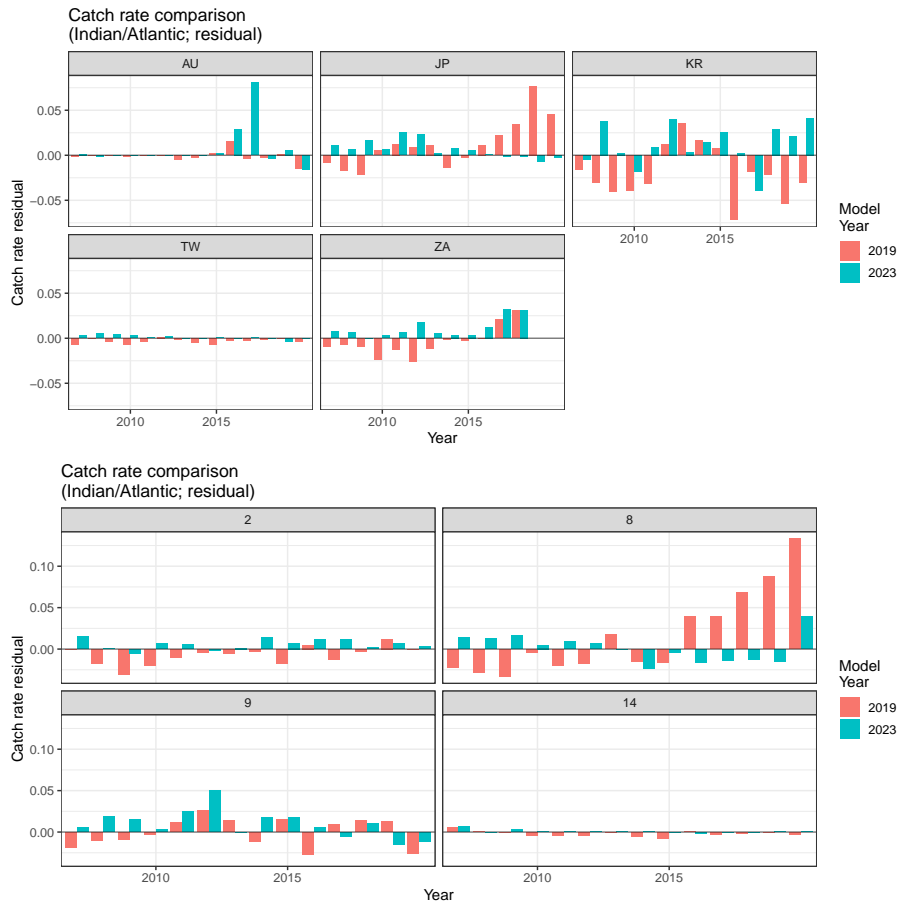 Catch rate comparison
(Indian/Atlantic; residual)
AU
JP
KR
0.05
0.00
−0.05
2010
2015
TW
ZA
0.05
0.00
−0.05
2010
2015
2010
2015
Year
Catch rate residual
Model
Year
2019
2023
Catch rate comparison
(Indian/Atlantic; residual)
2
8
0.10
0.05
0.00
9
14
0.10
0.05
0.00
2010
2015
2010
2015
Year
Catch rate residual
Model
Year
2019
2023